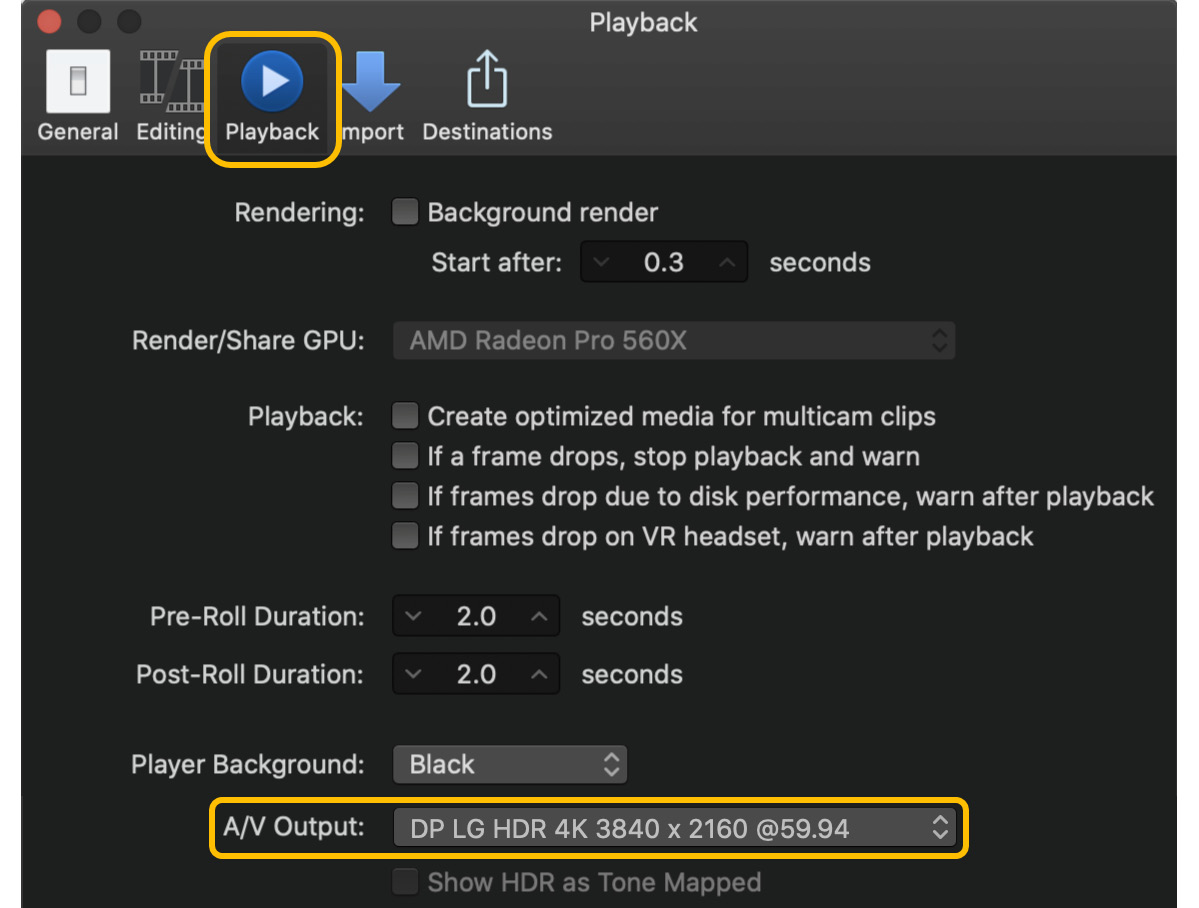 Playback
General Editing Playback mport Destinations
Rendering: Background render
Start after: 0.3 seconds
Render/Share GPU: AMD Radeon Pro 560X
Playback: Create optimized media for multicam clips
If a frame drops, stop playback and warn
If frames drop due to disk performance, warn after playback
If frames drop on VR headset, warn after playback
Pre-Roll Duration: 2.0 seconds
Post-Roll Duration: 2.0 seconds
Player Background: Black
A/V Output: DP LG HDR 4K 3840 x 2160 @59.94
Show HDR as Tone Mapped